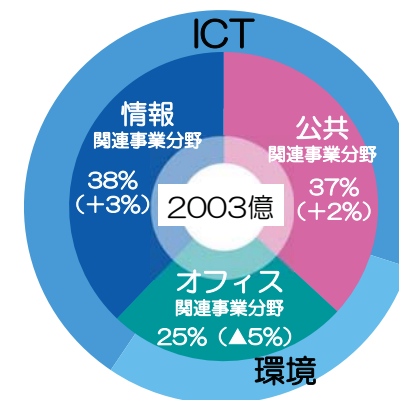 ICT
情報
関連事業分野
38%
（＋3%）
公共
関連事業分野
37%
（＋2%）
2003億
オフィス
関連事業分野
25%（▲5%）
環境